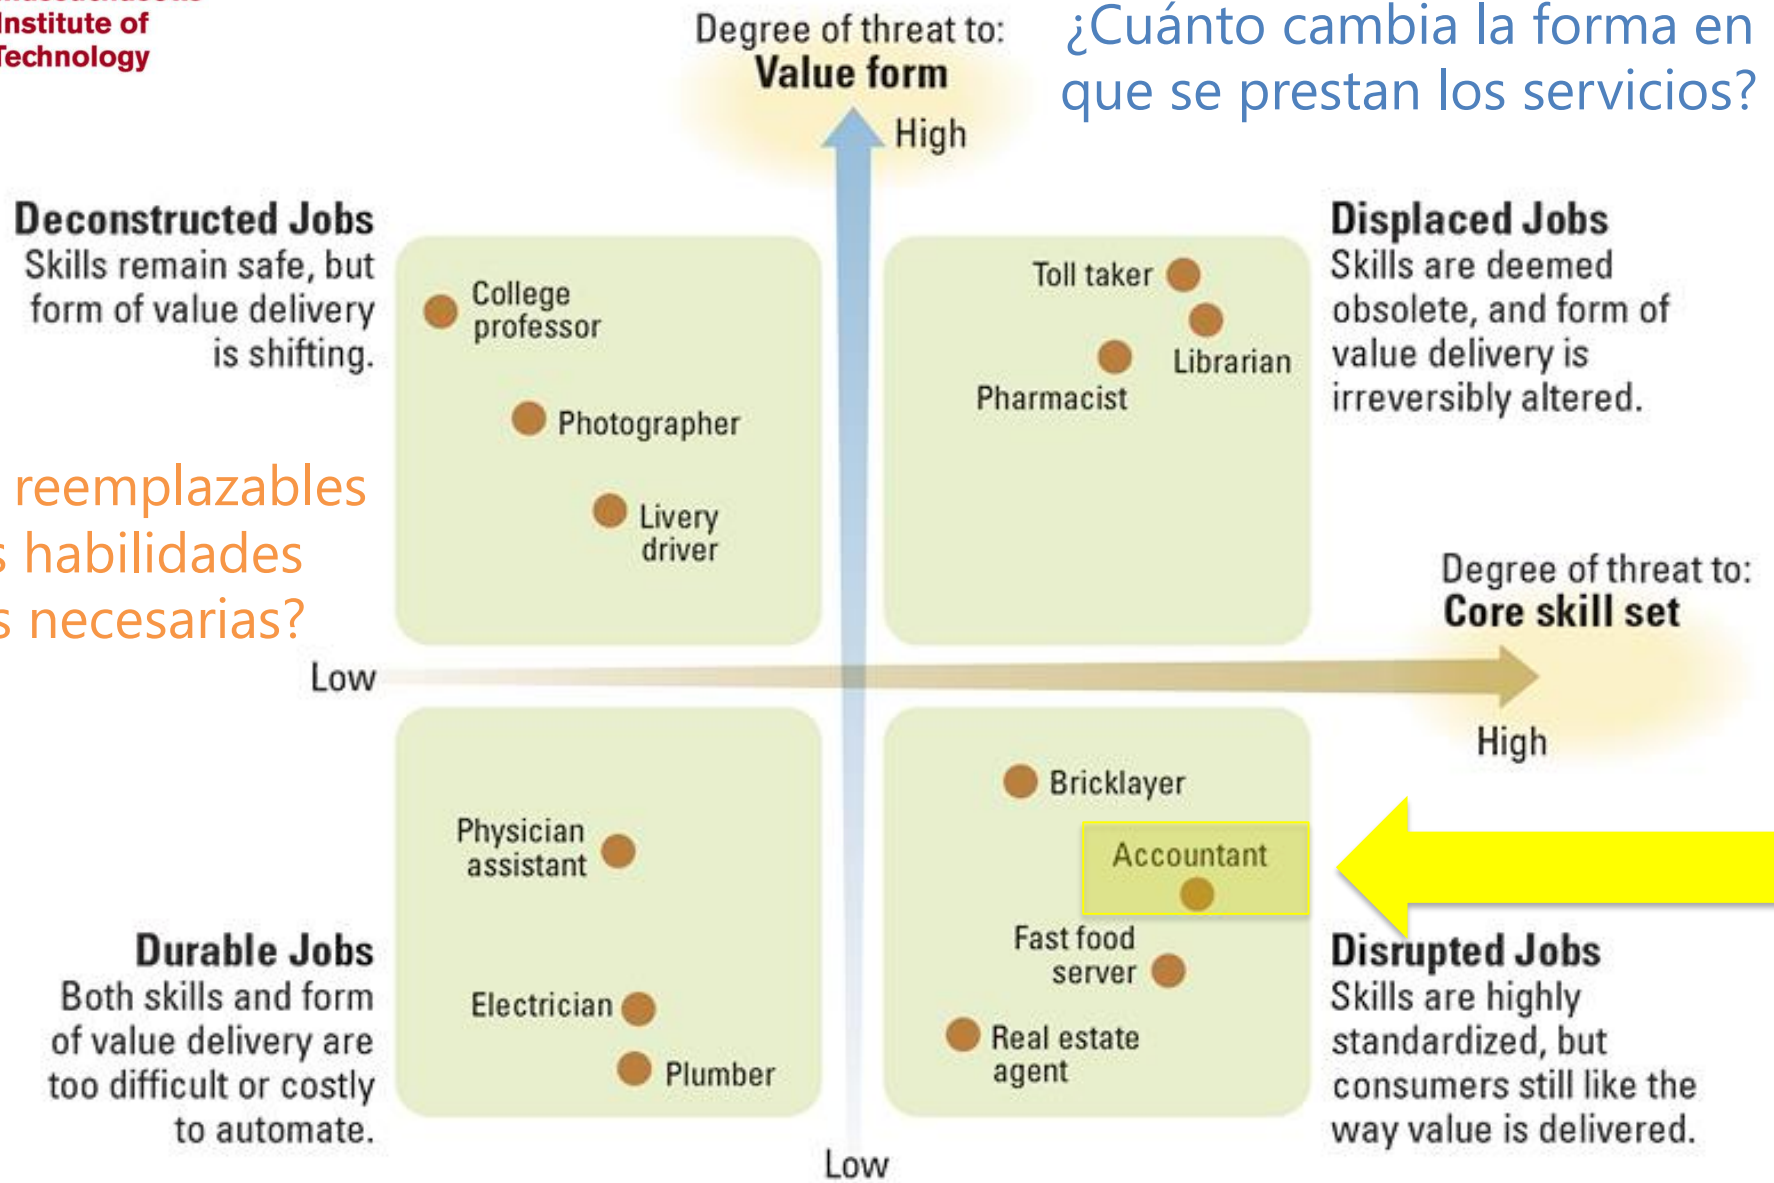 Institute of
Technology
Degree of threat to:
Value form
High
¿Cuánto cambia la forma en
que se prestan los servicios?
Deconstructed Jobs
Skills remain safe, but
form of value delivery
is shifting.
College
professor
Photographer
Livery
driver
Toll taker
Librarian
Pharmacist
Displaced Jobs
Skills are deemed
obsolete, and form of
value delivery is
irreversibly altered.
reemplazables
habilidades
necesarias?
Degree of threat to:
Core skill set
Low
High
Physician
assistant
Electrician
Plumber
Durable Jobs
Both skills and form
of value delivery are
too difficult or costly
to automate.
Bricklayer
Accountant
Fast food
server
Real estate
agent
Disrupted Jobs
Skills are highly
standardized, but
consumers still like the
way value is delivered.
Low